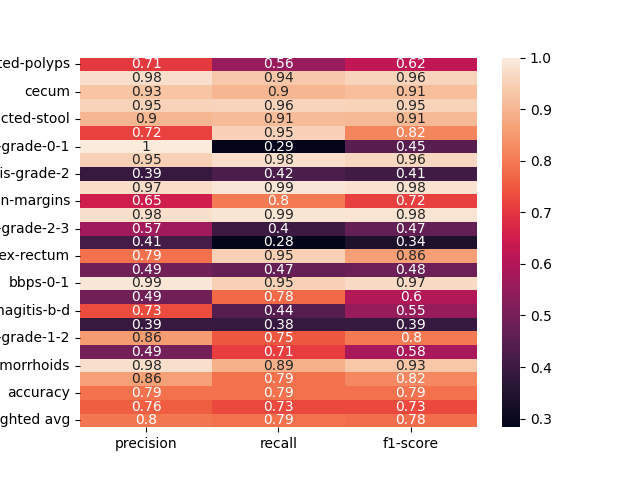 ted-polyps 0.71 0.56 0.62
0.98 0.94 0.96
cecum 0.93 0.9 0.91
0.95 0.96 0.95
cted-stool 0.9 0.91 0.91
0.72 0.95 0.82
-grade-0-1 1 0.29 0.45
0.95 0.98 0.96
is-grade-2 0.39 0.42 0.41
0.97 0.99 0.98
n-margins 0.65 0.8 0.72
0.98 0.99 0.98
-grade-2-3 0.57 0.4 0.47
0.41 0.28 0.34
ex-rectum 0.79 0.95 0.86
0.49 0.47 0.48
bbps-0-1 0.99 0.95 0.97
0.49 0.78 0.6
nagitis-b-d 0.73 0.44 0.55
0.39 0.38 0.39
-grade-1-2 0.86 0.75 0.8
0.49 0.71 0.58
morrhoids 0.98 0.89 0.93
0.86 0.79 0.82
accuracy 0.79 0.79 0.79
0.76 0.73 0.73
ghted avg 0.8 0.79 0.78
precision recall f1-score
1.0
0.9
0.8
0.7
0.6
0.5
0.4
0.3